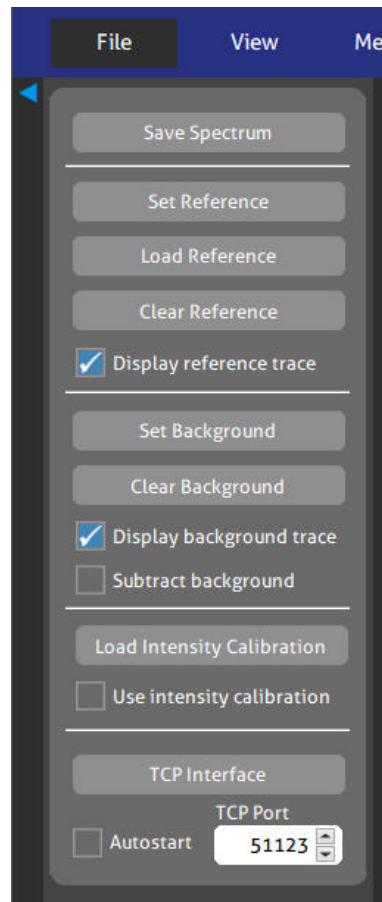 File View Me
Save Spectrum
Set Reference
Load Reference
Clear Reference
Display reference trace
Set Background
Clear Background
Display background trace
Subtract background
Load Intensity Calibration
Use intensity calibration
TCP Interface
TCP Port
Autostart 51123